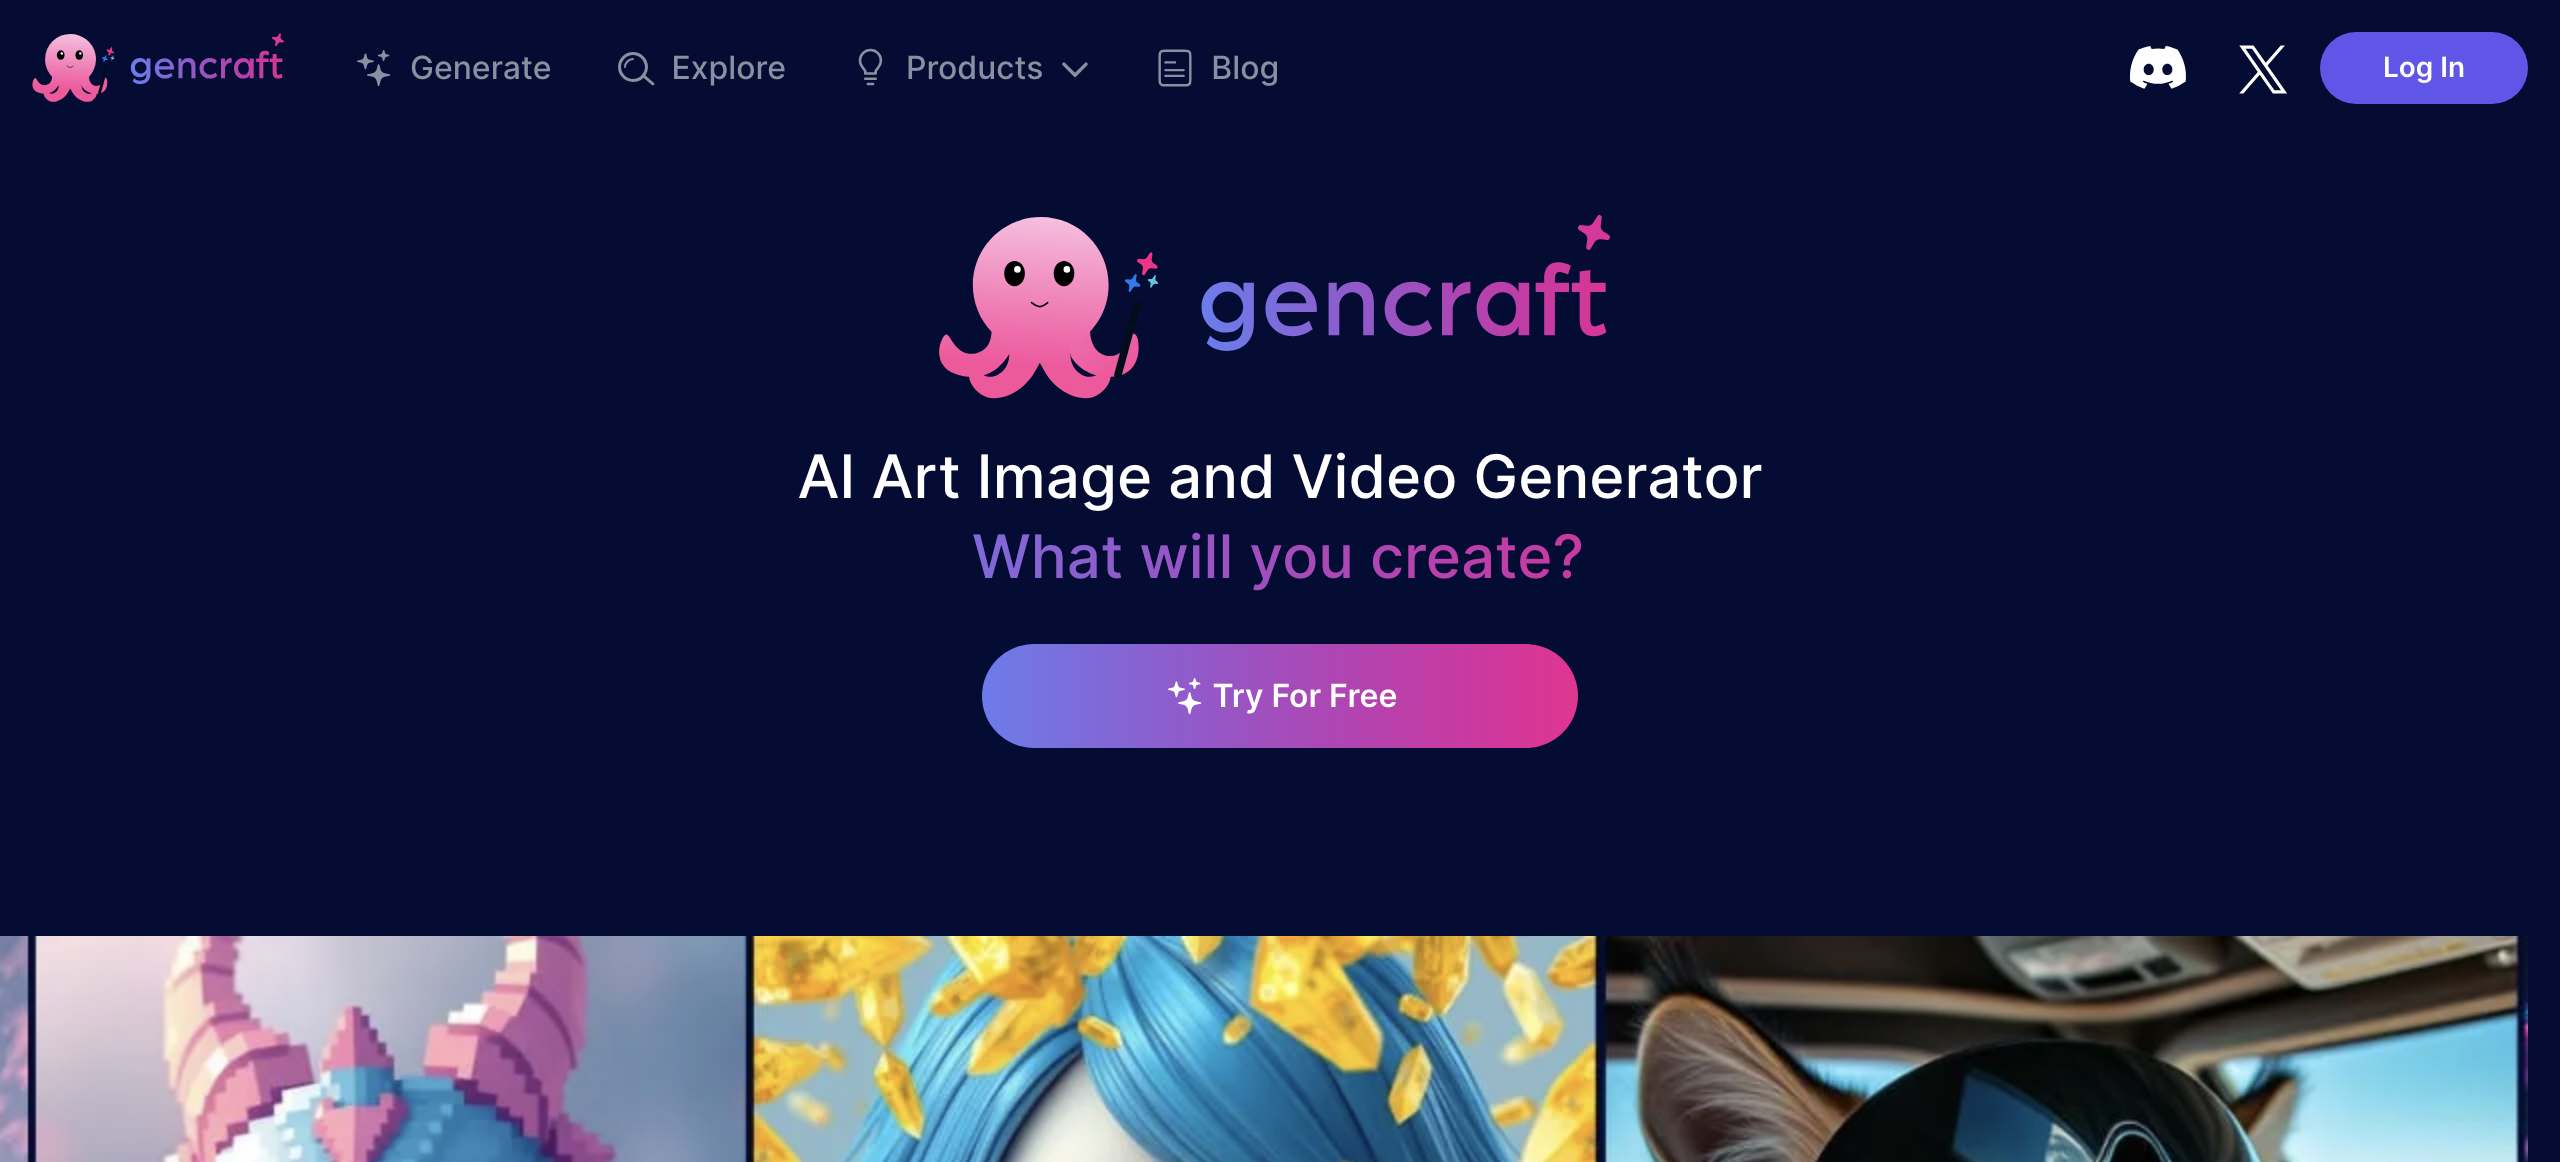 gencraft
Generate
Explore
Products
Blog
Log In
gencraft
AI Art Image and Video Generator
What will you create?
Try For Free